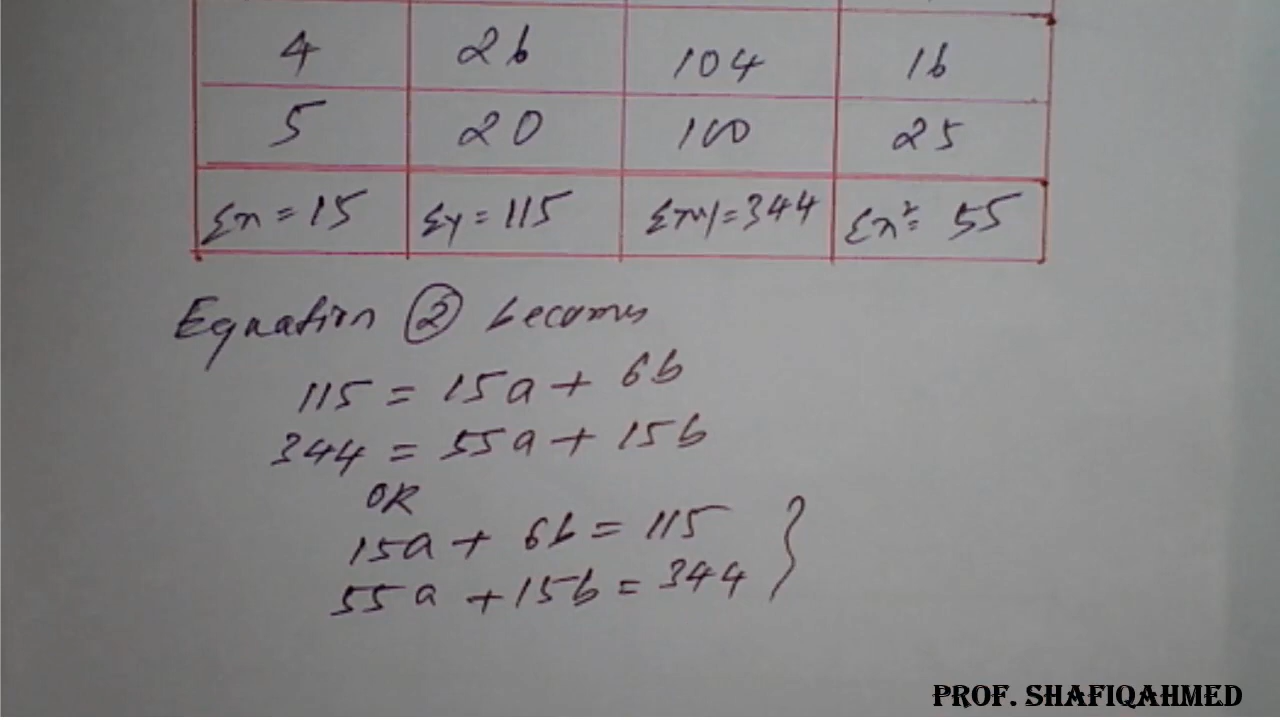 4 26 104 16
5 20 100 25
Σx = 15 Σy = 115 Σxy = 344 Σx² = 55
Equation ② becomes
115 = 15a + 6b
344 = 55a + 15b
OR
15a + 6b = 115
55a + 15b = 344 }
PROF. SHAFIQAHMED